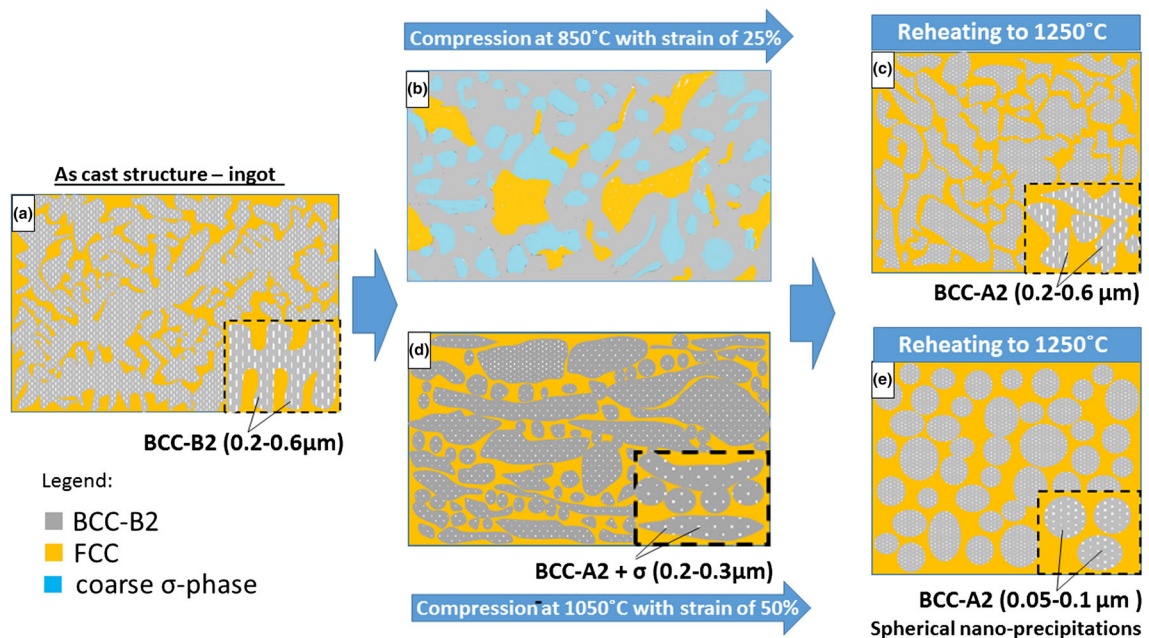 Compression at 850˚C with strain of 25%
Reheating to 1250˚C
(b)
(c)
As cast structure – ingot
(a)
BCC-A2 (0.2-0.6 µm)
Reheating to 1250˚C
(d)
(e)
BCC-B2 (0.2-0.6µm)
Legend:
BCC-B2
FCC
coarse σ-phase
BCC-A2 + σ (0.2-0.3µm)
BCC-A2 (0.05-0.1 µm )
Compression at 1050˚C with strain of 50%
Spherical nano-precipitations